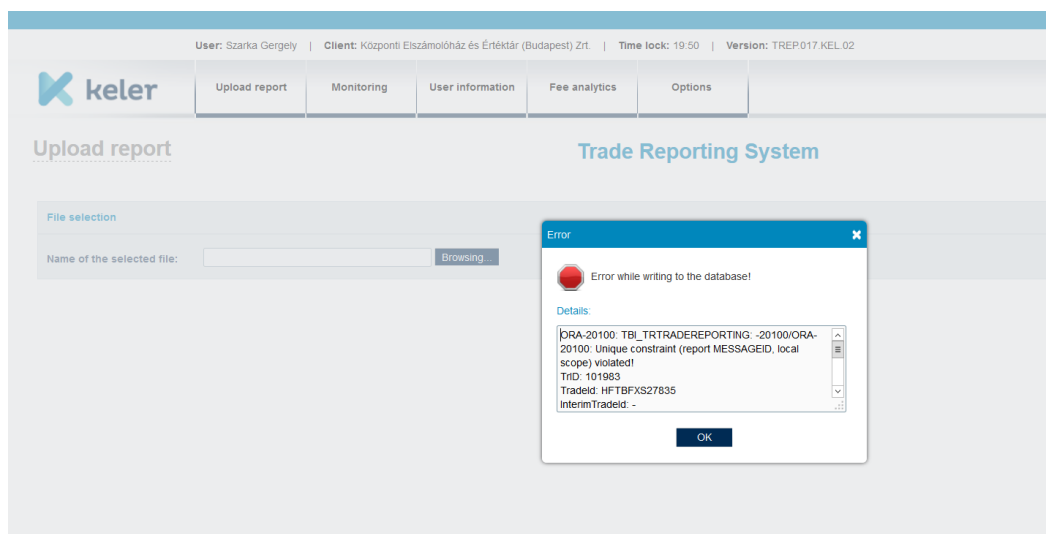 User: Szarka Gergely | Client: Központi Elszámolóház és Értéktár (Budapest) Zrt. | Time lock: 19:50 | Version: TREP.017.KEL.02
keler
Upload report Monitoring User information Fee analytics Options
Upload report
Trade Reporting System
File selection
Name of the selected file: Browsing...
Error
Error while writing to the database!
Details:
ORA-20100: TBI_TRTRADEREPORTING: -20100/ORA-
20100: Unique constraint (report MESSAGEID, local
scope) violated!
TrID: 101983
TradeId: HFTBFXS27835
InterimTradeId: -
OK